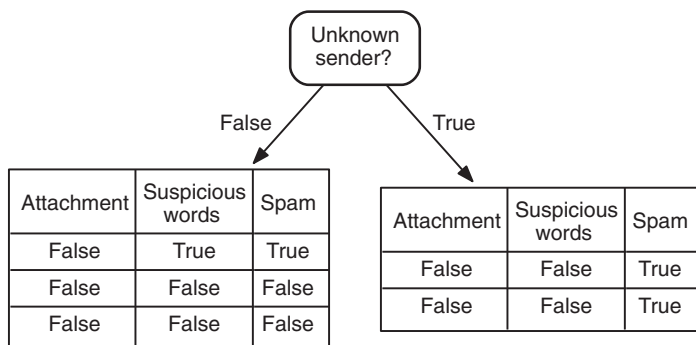 Unknown
sender?
False
True
Attachment Suspicious words Spam
False True True
False False False
False False False
Attachment Suspicious words Spam
False False True
False False True